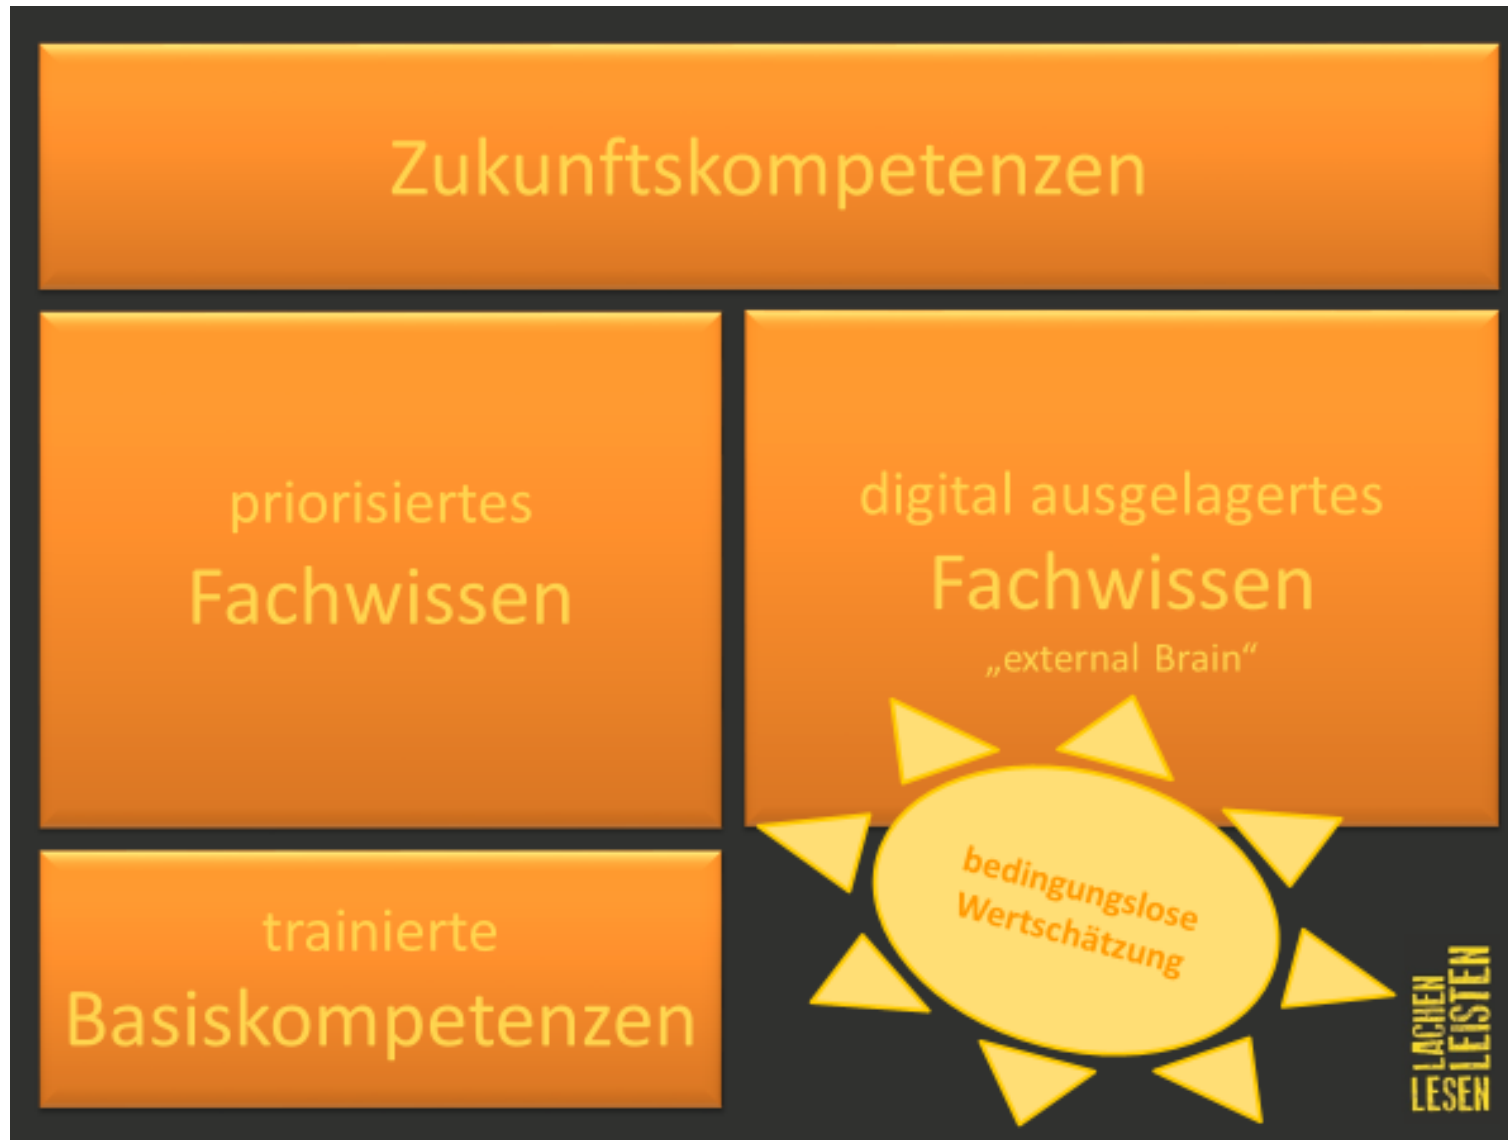 Zukunftskompetenzen
priorisiertes
Fachwissen
digital ausgelagertes
Fachwissen
„external Brain“
trainierte
Basiskompetenzen
bedingungslose
Wertschätzung
LESEN
LACHEN
LEISTEN